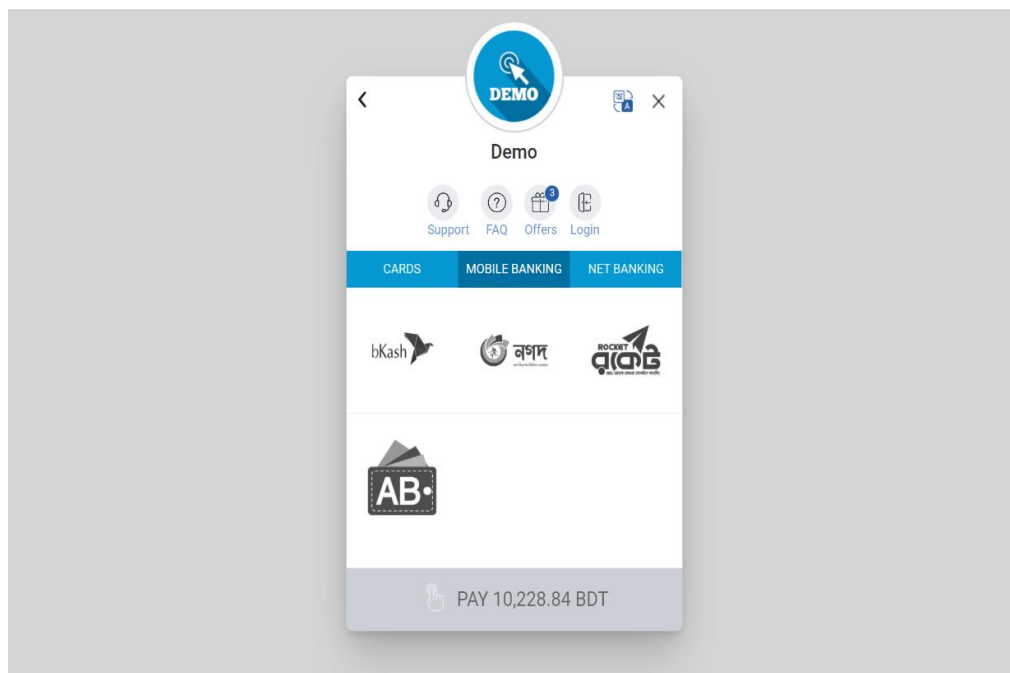 DEMO
Demo
3
Support FAQ Offers Login
CARDS MOBILE BANKING NET BANKING
bKash নগদ ROCKET
রকেট
AB
PAY 10,228.84 BDT